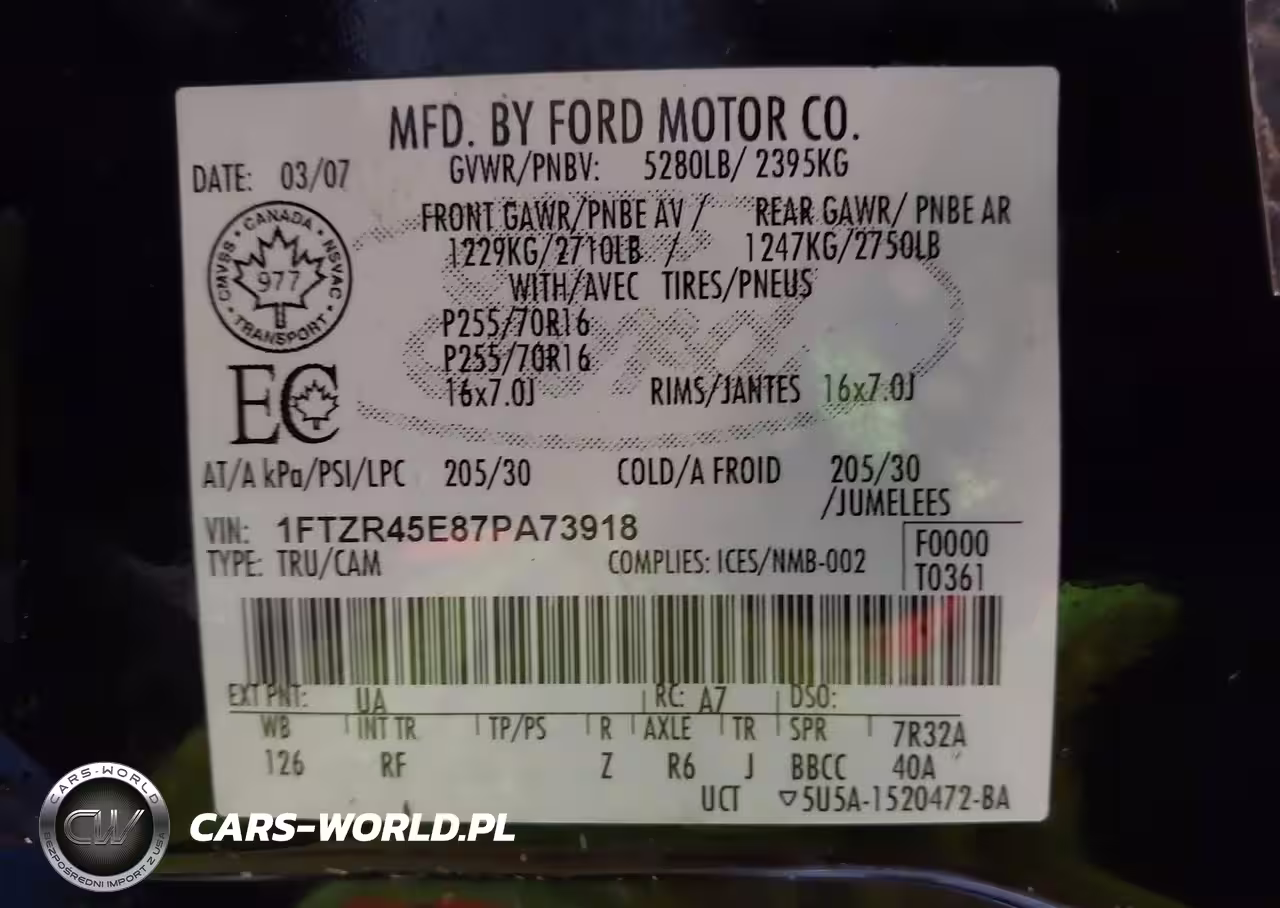 MFD. BY FORD MOTOR CO.
DATE: 03/07 GVWR/PNBV: 5280LB/ 2395KG
FRONT GAWR/PNBE AV / REAR GAWR/ PNBE AR
1229KG/2710LB / 1247KG/2750LB
WITH/AVEC TIRES/PNEUS
CANADA • NSVAC • TRANSPORT • CMVSS •
977
P255/70R16
P255/70R16
16x7.0J RIMS/JANTES 16x7.0J
EC
AT/A kPa/PSI/LPC 205/30 COLD/A FROID 205/30
/JUMELEES
VIN: 1FTZR45E87PA73918
TYPE: TRU/CAM COMPLIES: ICES/NMB-002
F0000
T0361
EXT PNT: UA RC: A7 DSO:
WB INT TR TP/PS R AXLE TR SPR 7R32A
126 RF Z R6 J BBCC 40A
UCT ▽5U5A-1520472-BA
CARS-WORLD
CW
BEZPOŚREDNI IMPORT Z USA
CARS-WORLD.PL